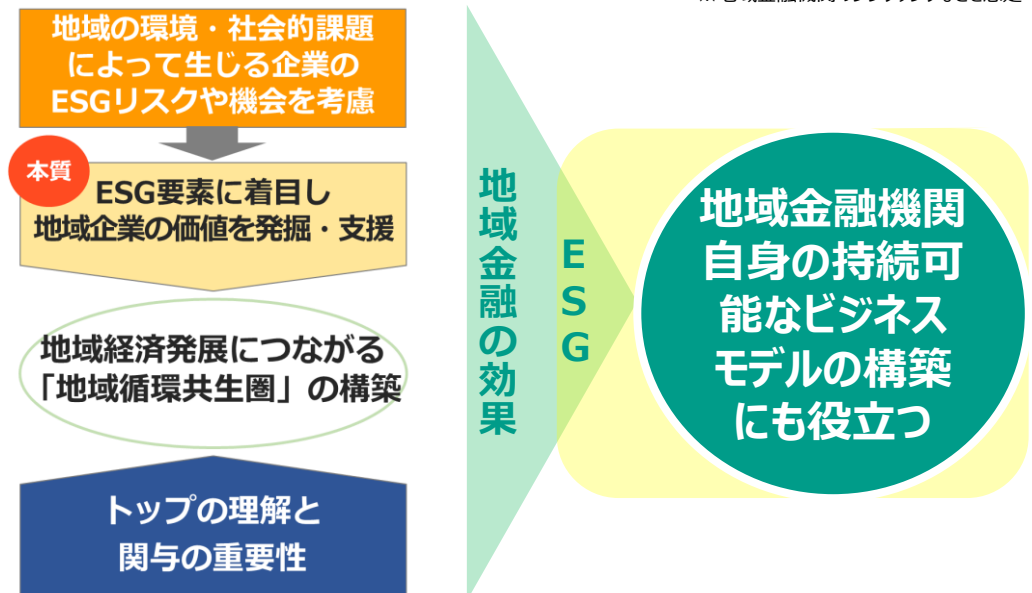 地域の環境・社会的課題
によって生じる企業の
ESGリスクや機会を考慮
本質
ESG要素に着目し
地域企業の価値を発掘・支援
地域経済発展につながる
「地域循環共生圏」の構築
トップの理解と
関与の重要性
地域金融の効果
ESG
地域金融機関
自身の持続可
能なビジネス
モデルの構築
にも役立つ